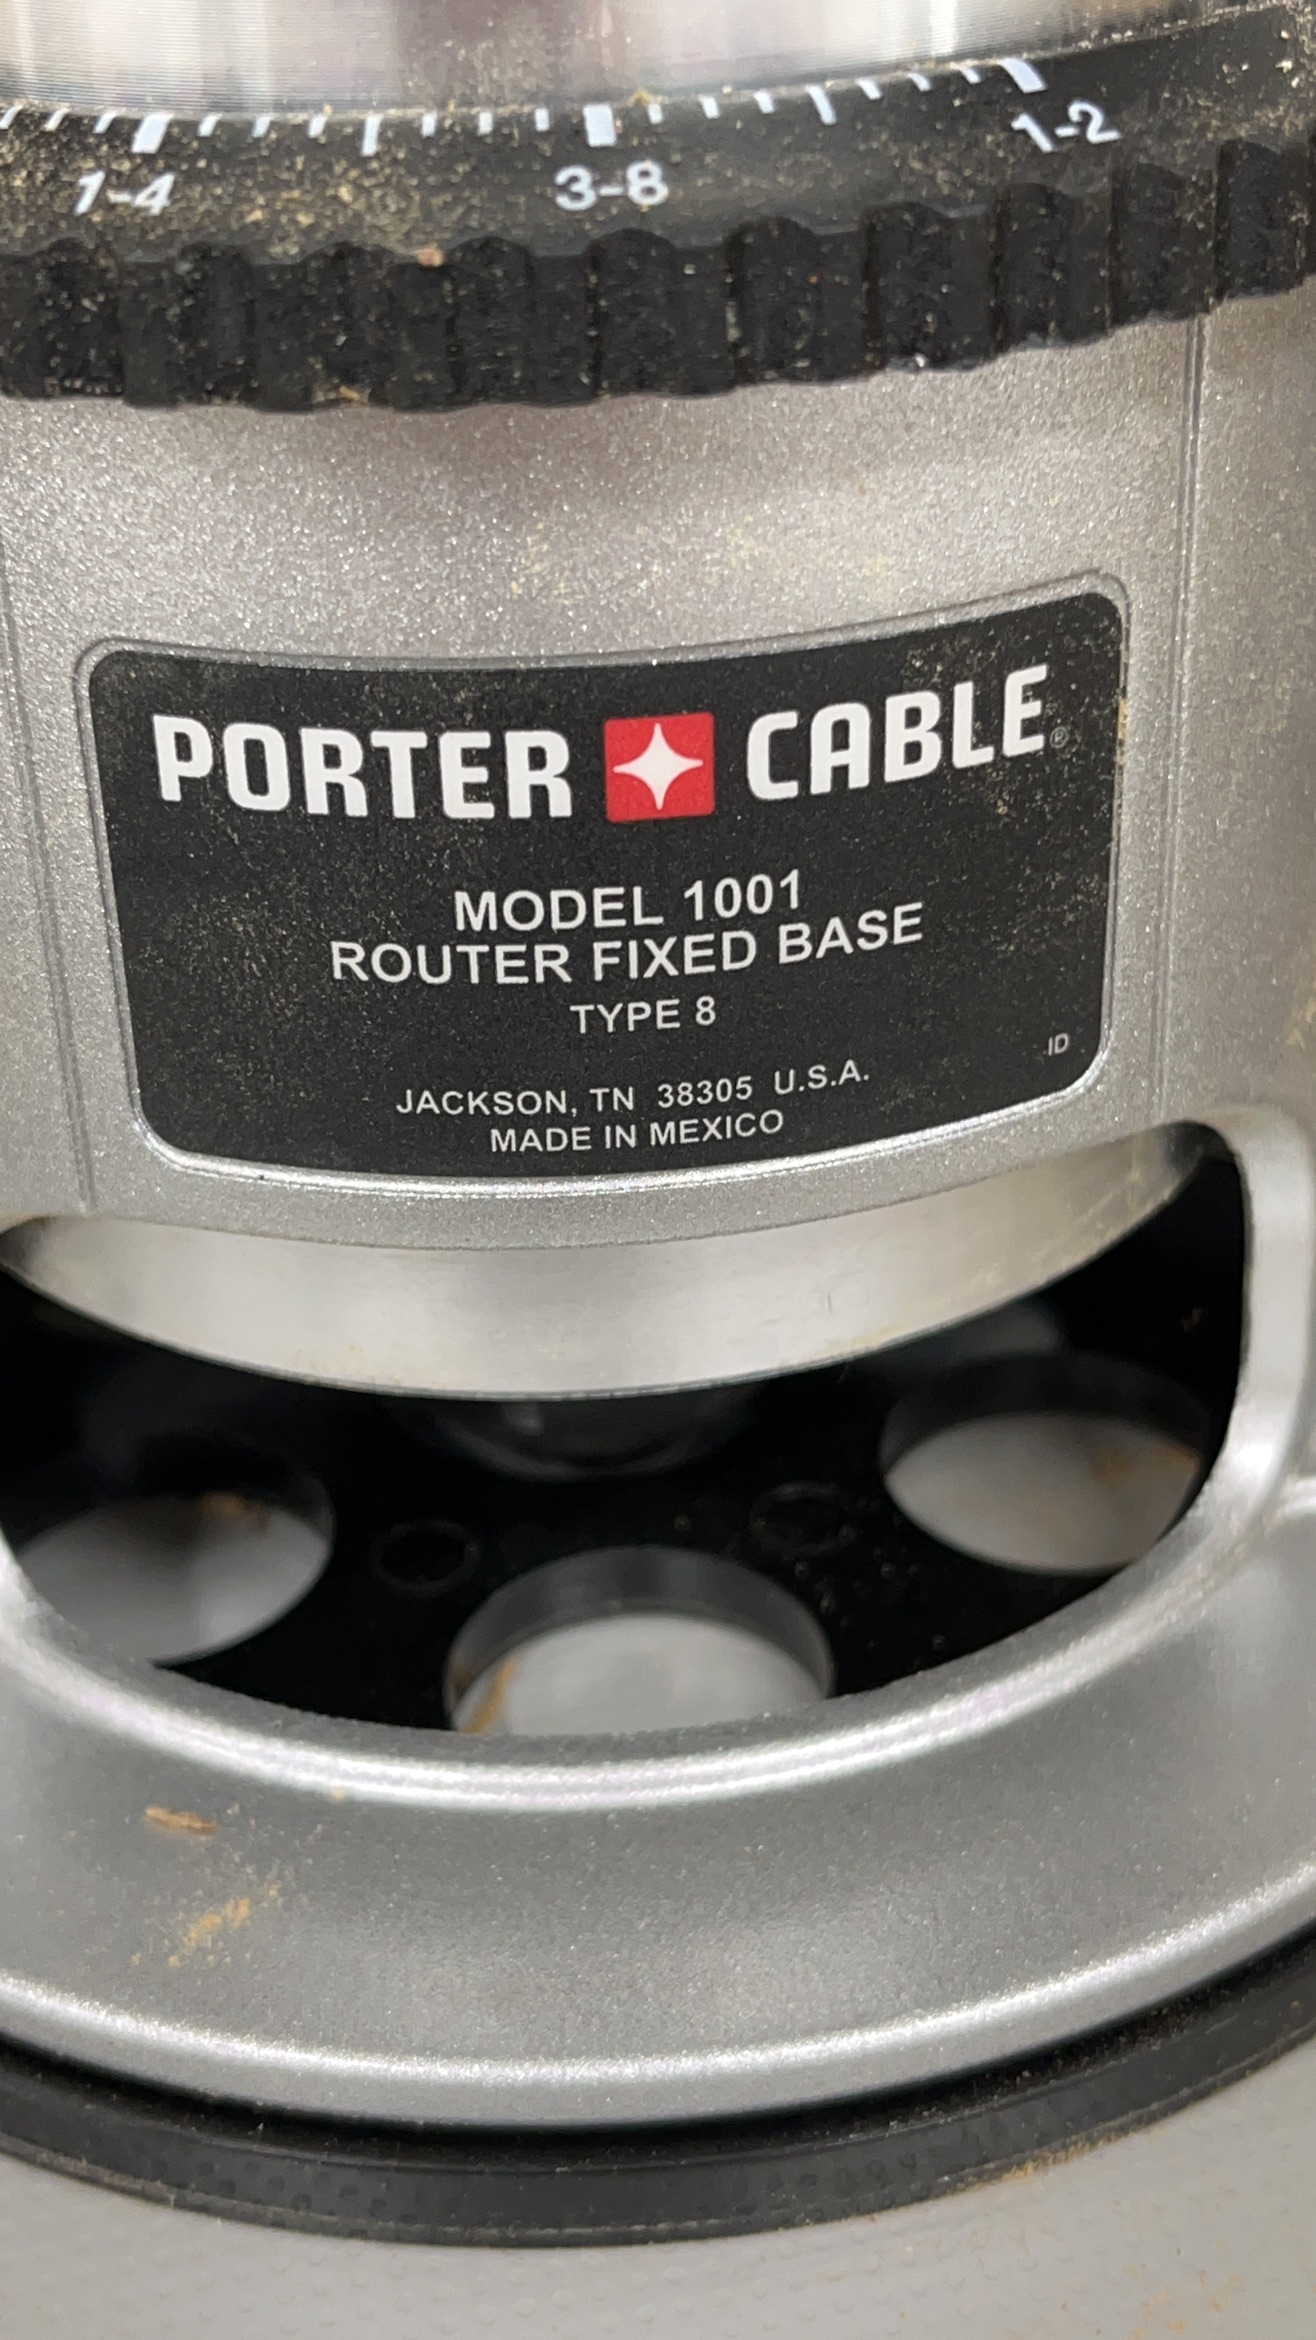 1-4 3-8 1-2
PORTER CABLE®
MODEL 1001
ROUTER FIXED BASE
TYPE 8
ID
JACKSON, TN 38305 U.S.A.
MADE IN MEXICO